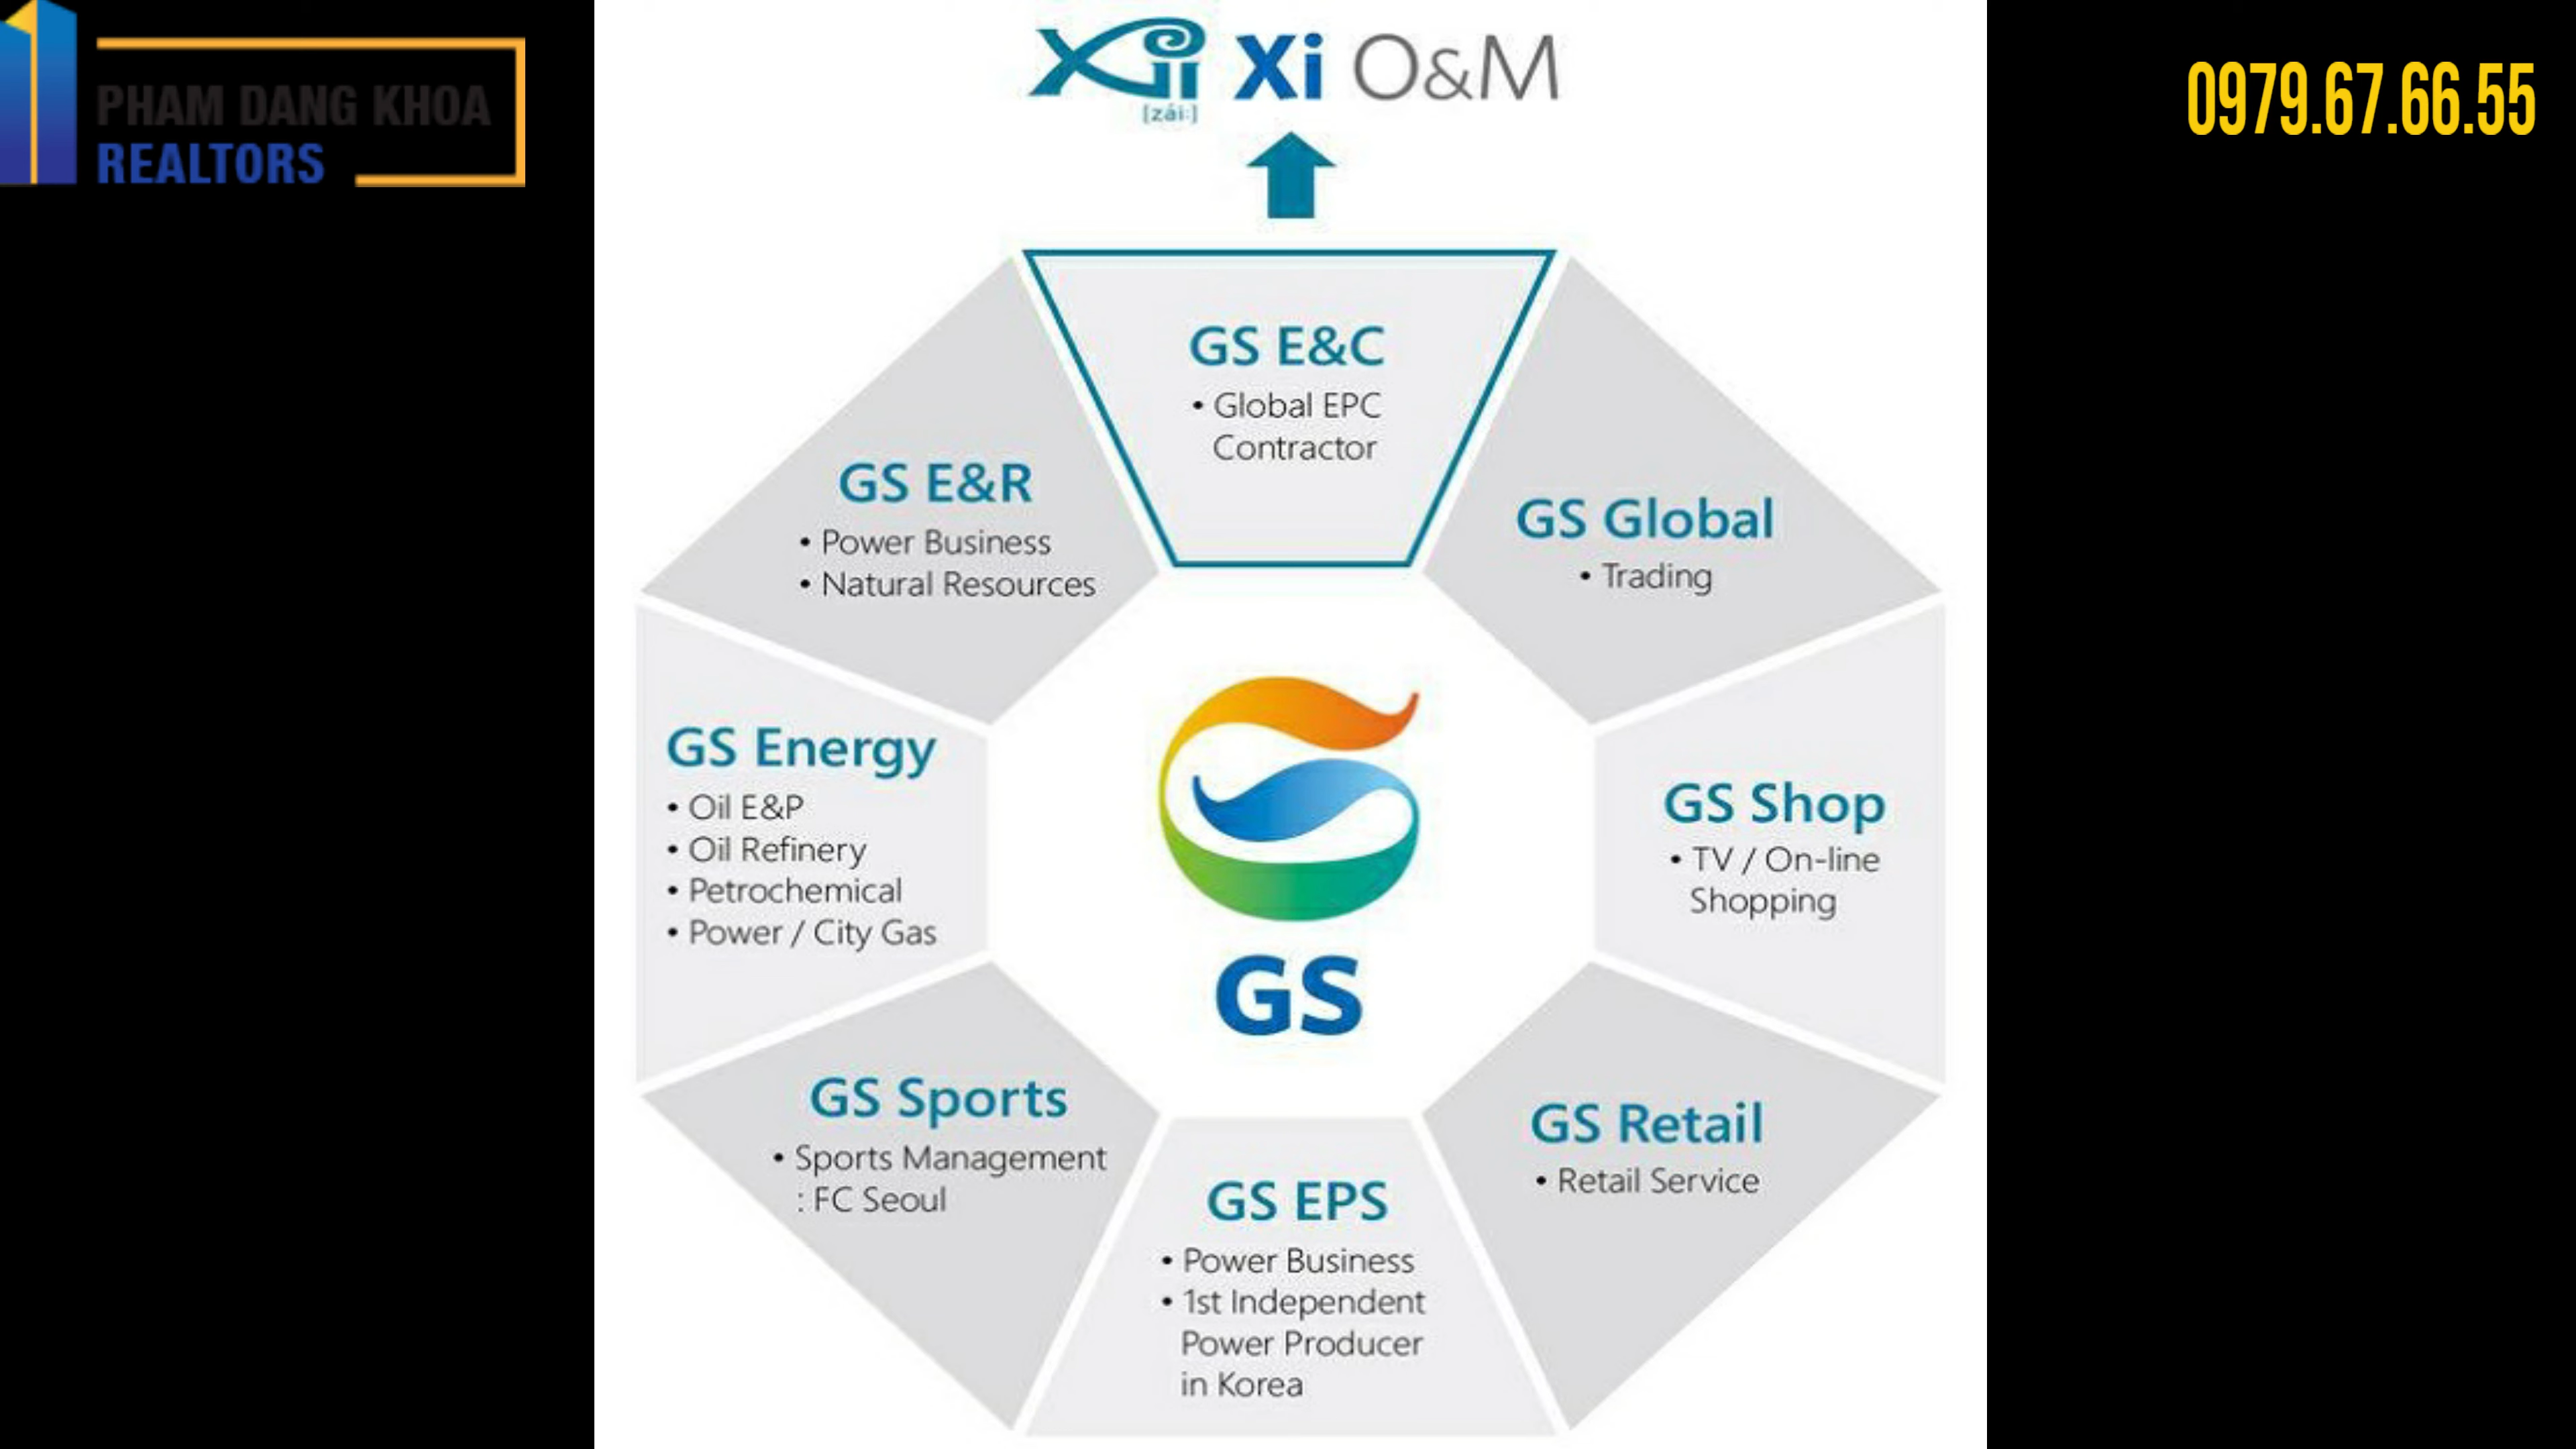 PHAM DANG KHOA
REALTORS
0979.67.66.55
Xi Xi O&M
[zái:]
GS E&C
• Global EPC
Contractor
GS E&R
• Power Business
• Natural Resources
GS Global
• Trading
GS Energy
• Oil E&P
• Oil Refinery
• Petrochemical
• Power / City Gas
GS
GS Shop
• TV / On-line
Shopping
GS Sports
• Sports Management
: FC Seoul
GS EPS
• Power Business
• 1st Independent
Power Producer
in Korea
GS Retail
• Retail Service